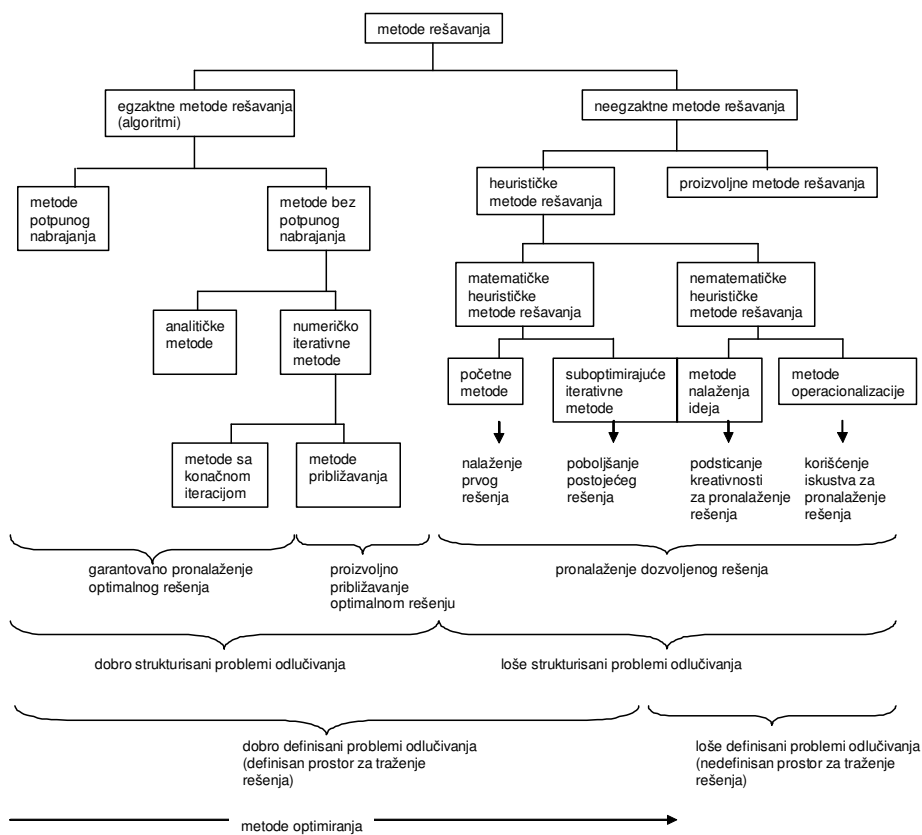 metode rešavanja
egzaktne metode rešavanja
(algoritmi)
neegzaktne metode rešavanja
metode
potpunog
nabrajanja
metode bez
potpunog
nabrajanja
heurističke
metode rešavanja
proizvoljne metode rešavanja
analitičke
metode
numeričko
iterativne
metode
matematičke
heurističke
metode rešavanja
nematematičke
heurističke
metode rešavanja
početne
metode
suboptimirajuće
iterativne
metode
metode
nalaženja
ideja
metode
operacionalizacije
metode sa
konačnom
iteracijom
metode
približavanja
nalaženje
prvog
rešenja
poboljšanje
postojećeg
rešenja
podsticanje
kreativnosti
za pronalaženje
rešenja
korišćenje
iskustva za
pronalaženje
rešenja
garantovano pronalaženje
optimalnog rešenja
proizvoljno
približavanje
optimalnom rešenju
pronalaženje dozvoljenog rešenja
dobro strukturisani problemi odlučivanja
loše strukturisani problemi odlučivanja
dobro definisani problemi odlučivanja
(definisan prostor za traženje
rešenja)
loše definisani problemi odlučivanja
(nedefinisan prostor za traženje
rešenja)
metode optimiranja